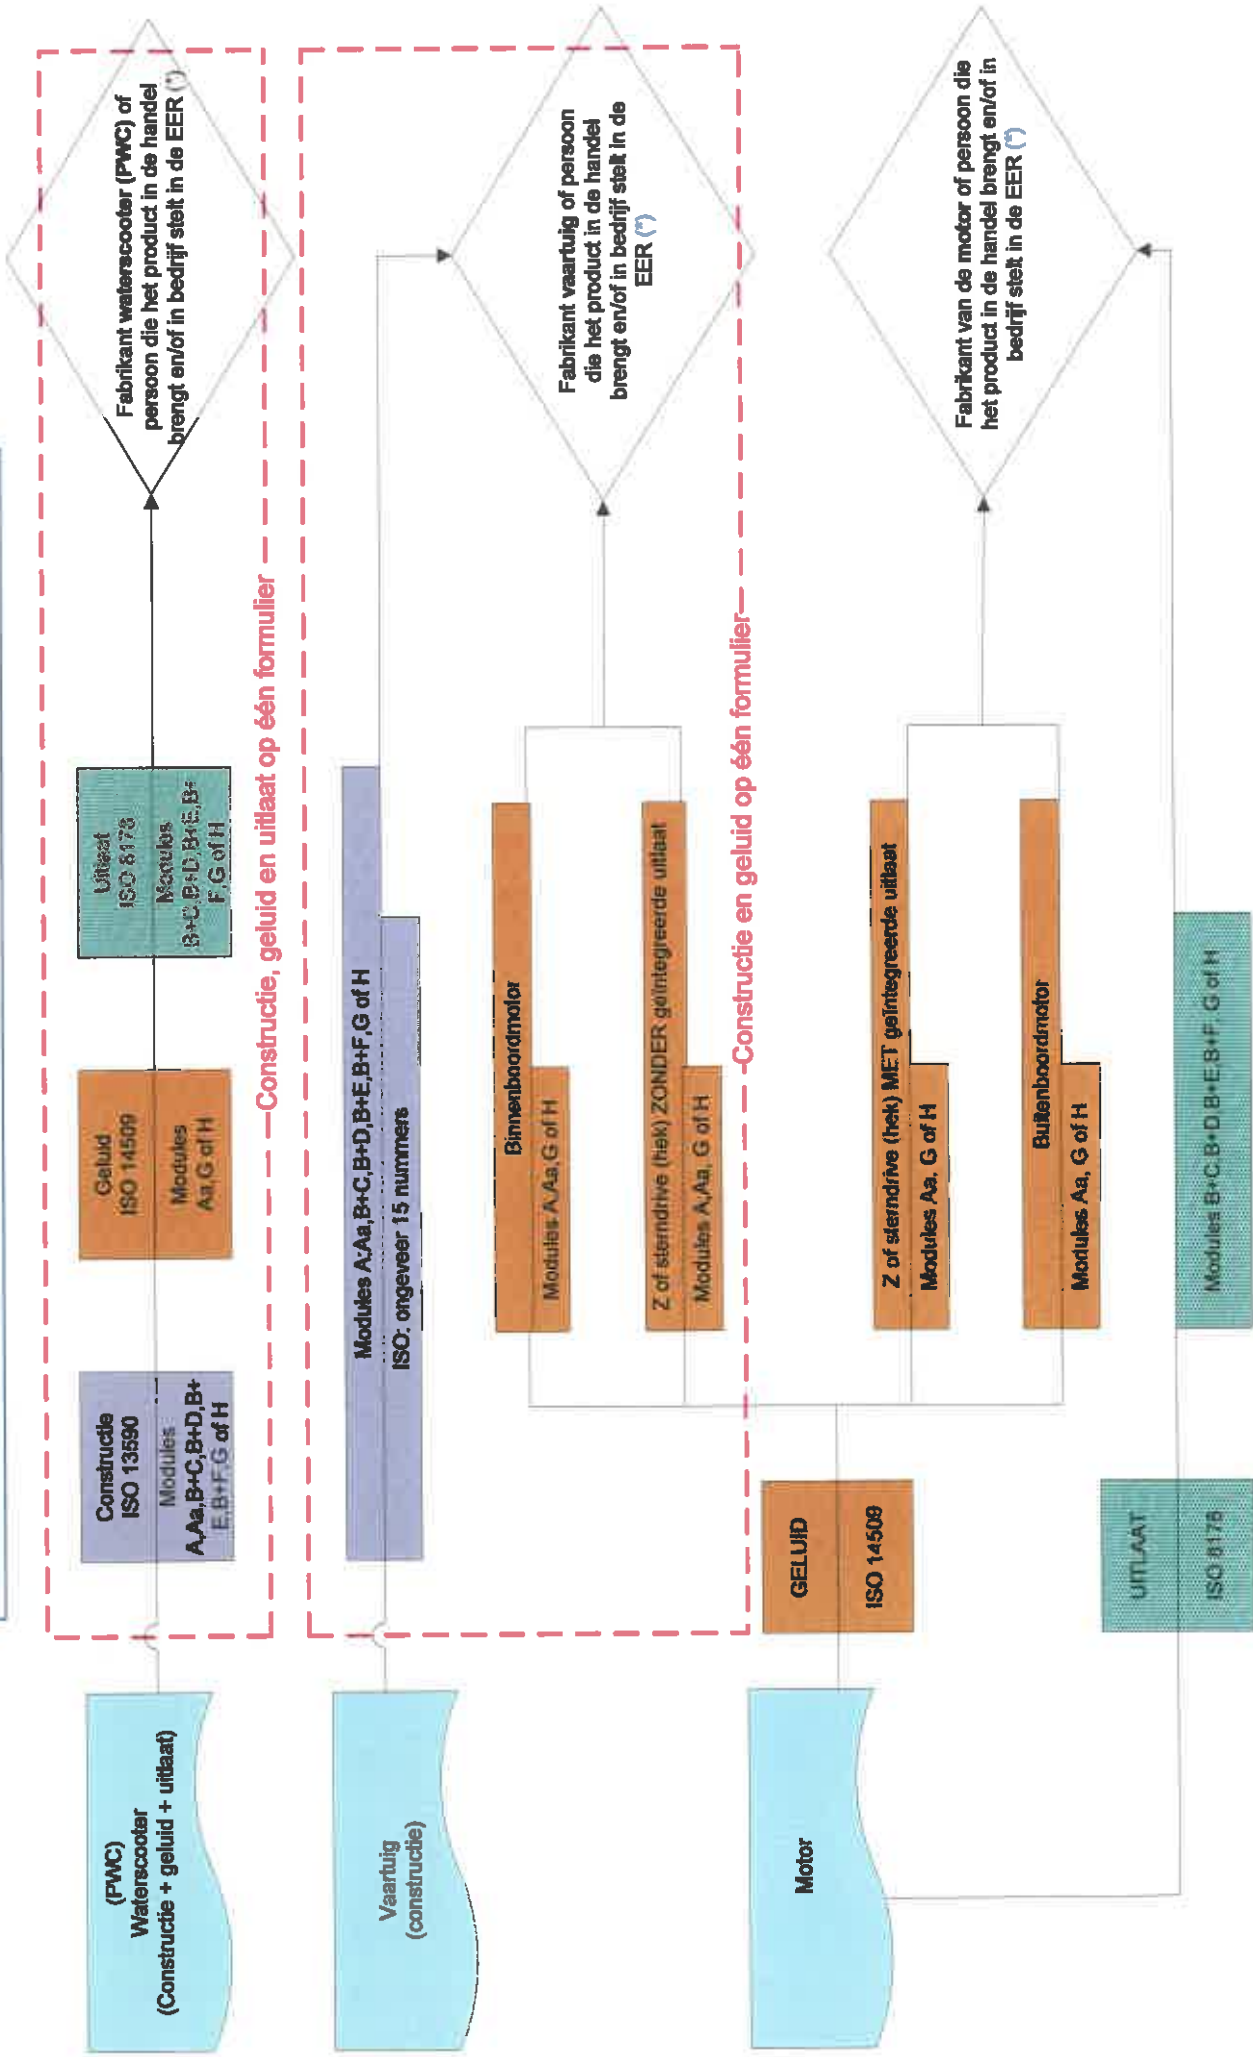 (PWC)
Waterscooter
(Constructie + geluid + uitlaat)
Constructie
ISO 13590
Modules
A,Aa,B+C,B+D,B+
E,B+F,G of H
Geluid
ISO 14509
Modules
Aa,G of H
Uitlaat
ISO 8178
Modules
B+C,B+D,B+E,B+
F,G of H
Fabrikant waterscooter (PWC) of
persoon die het product in de handel
brengt en/of in bedrijf stelt in de EER (*)
Constructie, geluid en uitlaat op één formulier
Vaartuig
(constructie)
Modules A,Aa,B+C,B+D,B+E,B+F,G of H
ISO: ongeveer 15 nummers
Binnenboordmotor
Modules A,Aa,G of H
Z of sterndrive (hek) ZONDER geïntegreerde uitlaat
Modules A,Aa, G of H
Fabrikant vaartuig of persoon
die het product in de handel
brengt en/of in bedrijf stelt in de
EER (*)
Constructie en geluid op één formulier
Motor
GELUID
ISO 14509
Z of sterndrive (hek) MET geïntegreerde uitlaat
Modules Aa, G of H
Buitenboordmotor
Modules Aa, G of H
Fabrikant van de motor of persoon die
het product in de handel brengt en/of in
bedrijf stelt in de EER (*)
UITLAAT
ISO 8178
Modules B+C,B+D,B+E,B+F, G of H